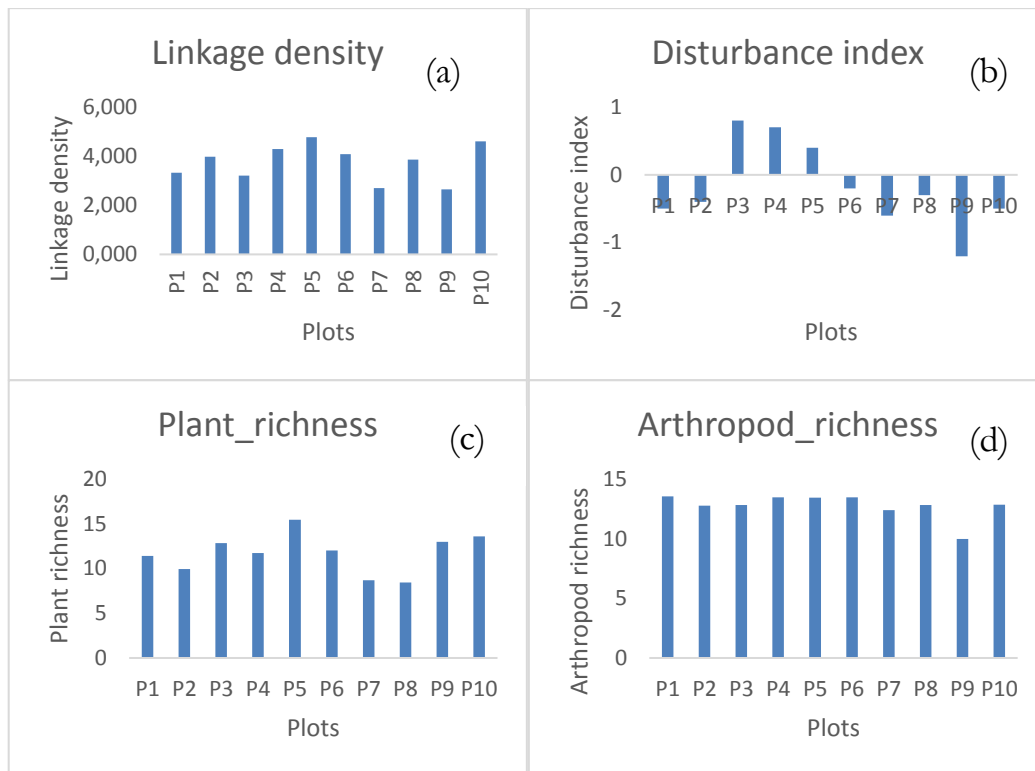 Linkage density
(a)
Linkage density
6,000
4,000
2,000
0,000
P1 P2 P3 P4 P5 P6 P7 P8 P9 P10
Plots
Disturbance index
(b)
Disturbance index
1
0
-1
-2
P1 P2 P3 P4 P5 P6 P7 P8 P9 P10
Plots
Plant_richness
(c)
Plant richness
20
15
10
5
0
P1 P2 P3 P4 P5 P6 P7 P8 P9 P10
Plots
Arthropod_richness
(d)
Arthropod richness
15
10
5
0
P1 P2 P3 P4 P5 P6 P7 P8 P9 P10
Plots